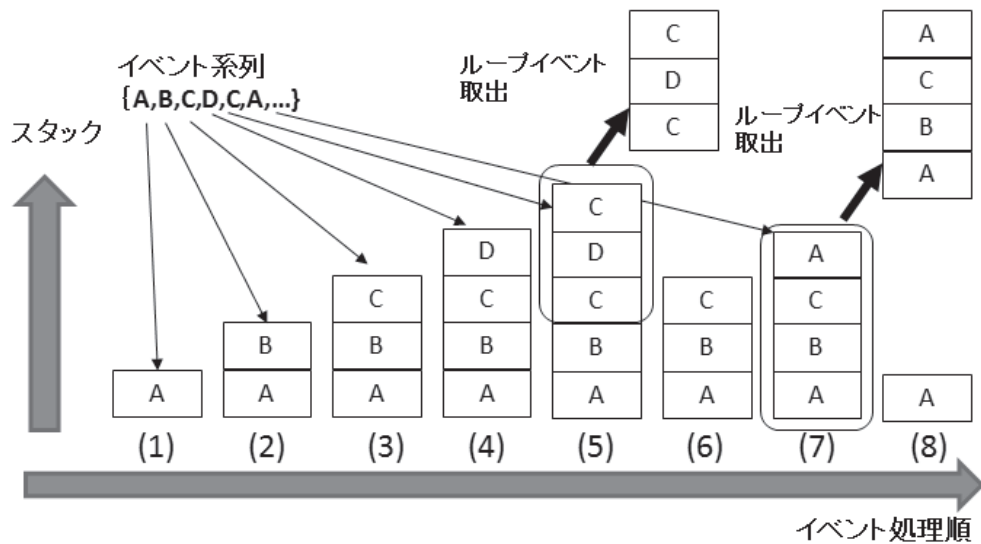 イベント系列
{A,B,C,D,C,A,...}
スタック
ループイベント
取出
C
D
C
ループイベント
取出
A
C
B
A
A
B
A
C
B
A
D
C
B
A
C
D
C
B
A
C
B
A
A
C
B
A
A
(1) (2) (3) (4) (5) (6) (7) (8)
イベント処理順